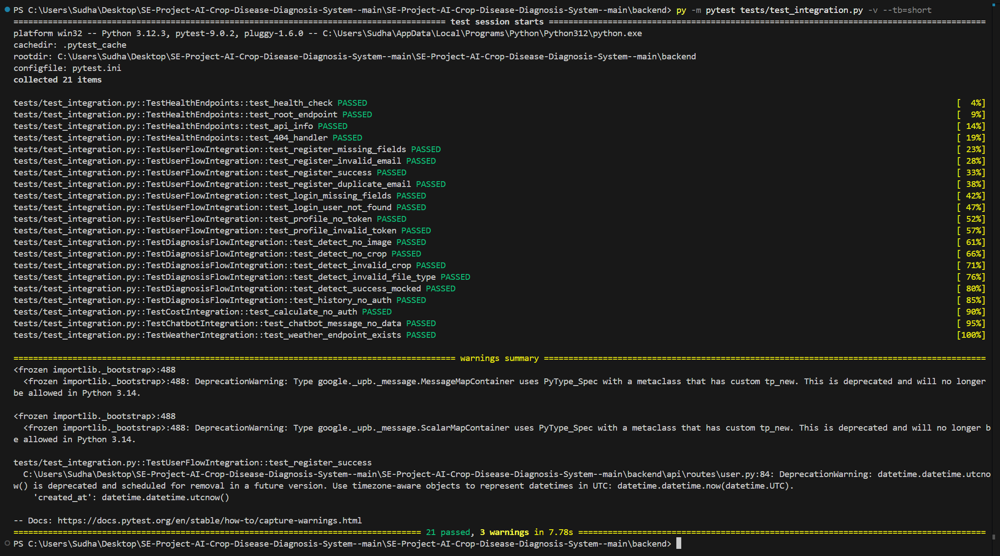 PS C:\Users\Sudha\Desktop\SE-Project-AI-Crop-Disease-Diagnosis-System--main\SE-Project-AI-Crop-Disease-Diagnosis-System--main\backend> py -m pytest tests/test_integration.py -v --tb=short
======================================================================================== test session starts =========================================================================================
platform win32 -- Python 3.12.3, pytest-9.0.2, pluggy-1.6.0 -- C:\Users\Sudha\AppData\Local\Programs\Python\Python312\python.exe
cachedir: .pytest_cache
rootdir: C:\Users\Sudha\Desktop\SE-Project-AI-Crop-Disease-Diagnosis-System--main\SE-Project-AI-Crop-Disease-Diagnosis-System--main\backend
configfile: pytest.ini
collected 21 items
tests/test_integration.py::TestHealthEndpoints::test_health_check PASSED [  4%]
tests/test_integration.py::TestHealthEndpoints::test_root_endpoint PASSED [  9%]
tests/test_integration.py::TestHealthEndpoints::test_api_info PASSED [ 14%]
tests/test_integration.py::TestHealthEndpoints::test_404_handler PASSED [ 19%]
tests/test_integration.py::TestUserFlowIntegration::test_register_missing_fields PASSED [ 23%]
tests/test_integration.py::TestUserFlowIntegration::test_register_invalid_email PASSED [ 28%]
tests/test_integration.py::TestUserFlowIntegration::test_register_success PASSED [ 33%]
tests/test_integration.py::TestUserFlowIntegration::test_register_duplicate_email PASSED [ 38%]
tests/test_integration.py::TestUserFlowIntegration::test_login_missing_fields PASSED [ 42%]
tests/test_integration.py::TestUserFlowIntegration::test_login_user_not_found PASSED [ 47%]
tests/test_integration.py::TestUserFlowIntegration::test_profile_no_token PASSED [ 52%]
tests/test_integration.py::TestUserFlowIntegration::test_profile_invalid_token PASSED [ 57%]
tests/test_integration.py::TestDiagnosisFlowIntegration::test_detect_no_image PASSED [ 61%]
tests/test_integration.py::TestDiagnosisFlowIntegration::test_detect_no_crop PASSED [ 66%]
tests/test_integration.py::TestDiagnosisFlowIntegration::test_detect_invalid_crop PASSED [ 71%]
tests/test_integration.py::TestDiagnosisFlowIntegration::test_detect_invalid_file_type PASSED [ 76%]
tests/test_integration.py::TestDiagnosisFlowIntegration::test_detect_success_mocked PASSED [ 80%]
tests/test_integration.py::TestDiagnosisFlowIntegration::test_history_no_auth PASSED [ 85%]
tests/test_integration.py::TestCostIntegration::test_calculate_no_auth PASSED [ 90%]
tests/test_integration.py::TestChatbotIntegration::test_chatbot_message_no_data PASSED [ 95%]
tests/test_integration.py::TestWeatherIntegration::test_weather_endpoint_exists PASSED [100%]
========================================================================================== warnings summary ==========================================================================================
<frozen importlib._bootstrap>:488
  <frozen importlib._bootstrap>:488: DeprecationWarning: Type google._upb._message.MessageMapContainer uses PyType_Spec with a metaclass that has custom tp_new. This is deprecated and will no longer
be allowed in Python 3.14.
<frozen importlib._bootstrap>:488
  <frozen importlib._bootstrap>:488: DeprecationWarning: Type google._upb._message.ScalarMapContainer uses PyType_Spec with a metaclass that has custom tp_new. This is deprecated and will no longer b
e allowed in Python 3.14.
tests/test_integration.py::TestUserFlowIntegration::test_register_success
  C:\Users\Sudha\Desktop\SE-Project-AI-Crop-Disease-Diagnosis-System--main\SE-Project-AI-Crop-Disease-Diagnosis-System--main\backend\api\routes\user.py:84: DeprecationWarning: datetime.datetime.utcno
w() is deprecated and scheduled for removal in a future version. Use timezone-aware objects to represent datetimes in UTC: datetime.datetime.now(datetime.UTC).
    'created_at': datetime.datetime.utcnow()
-- Docs: https://docs.pytest.org/en/stable/how-to/capture-warnings.html
=================================================================================== 21 passed, 3 warnings in 7.78s ===================================================================================
PS C:\Users\Sudha\Desktop\SE-Project-AI-Crop-Disease-Diagnosis-System--main\SE-Project-AI-Crop-Disease-Diagnosis-System--main\backend>